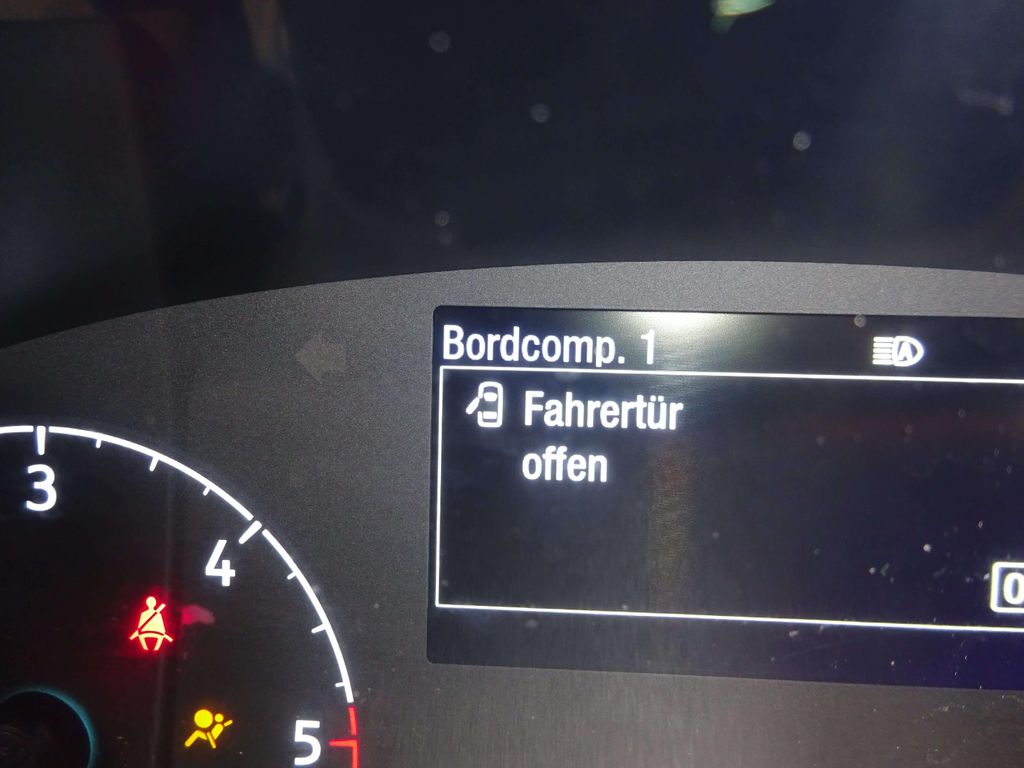 Bordcomp. 1
Fahrertür
offen
3
4
5